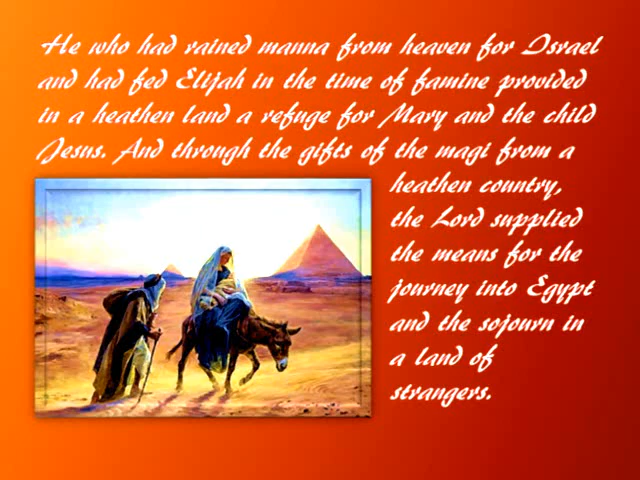 He who had rained manna from heaven for Israel
and had fed Elijah in the time of famine provided
in a heathen land a refuge for Mary and the child
Jesus. And through the gifts of the magi from a
heathen country,
the Lord supplied
the means for the
journey into Egypt
and the sojourn in
a land of
strangers.